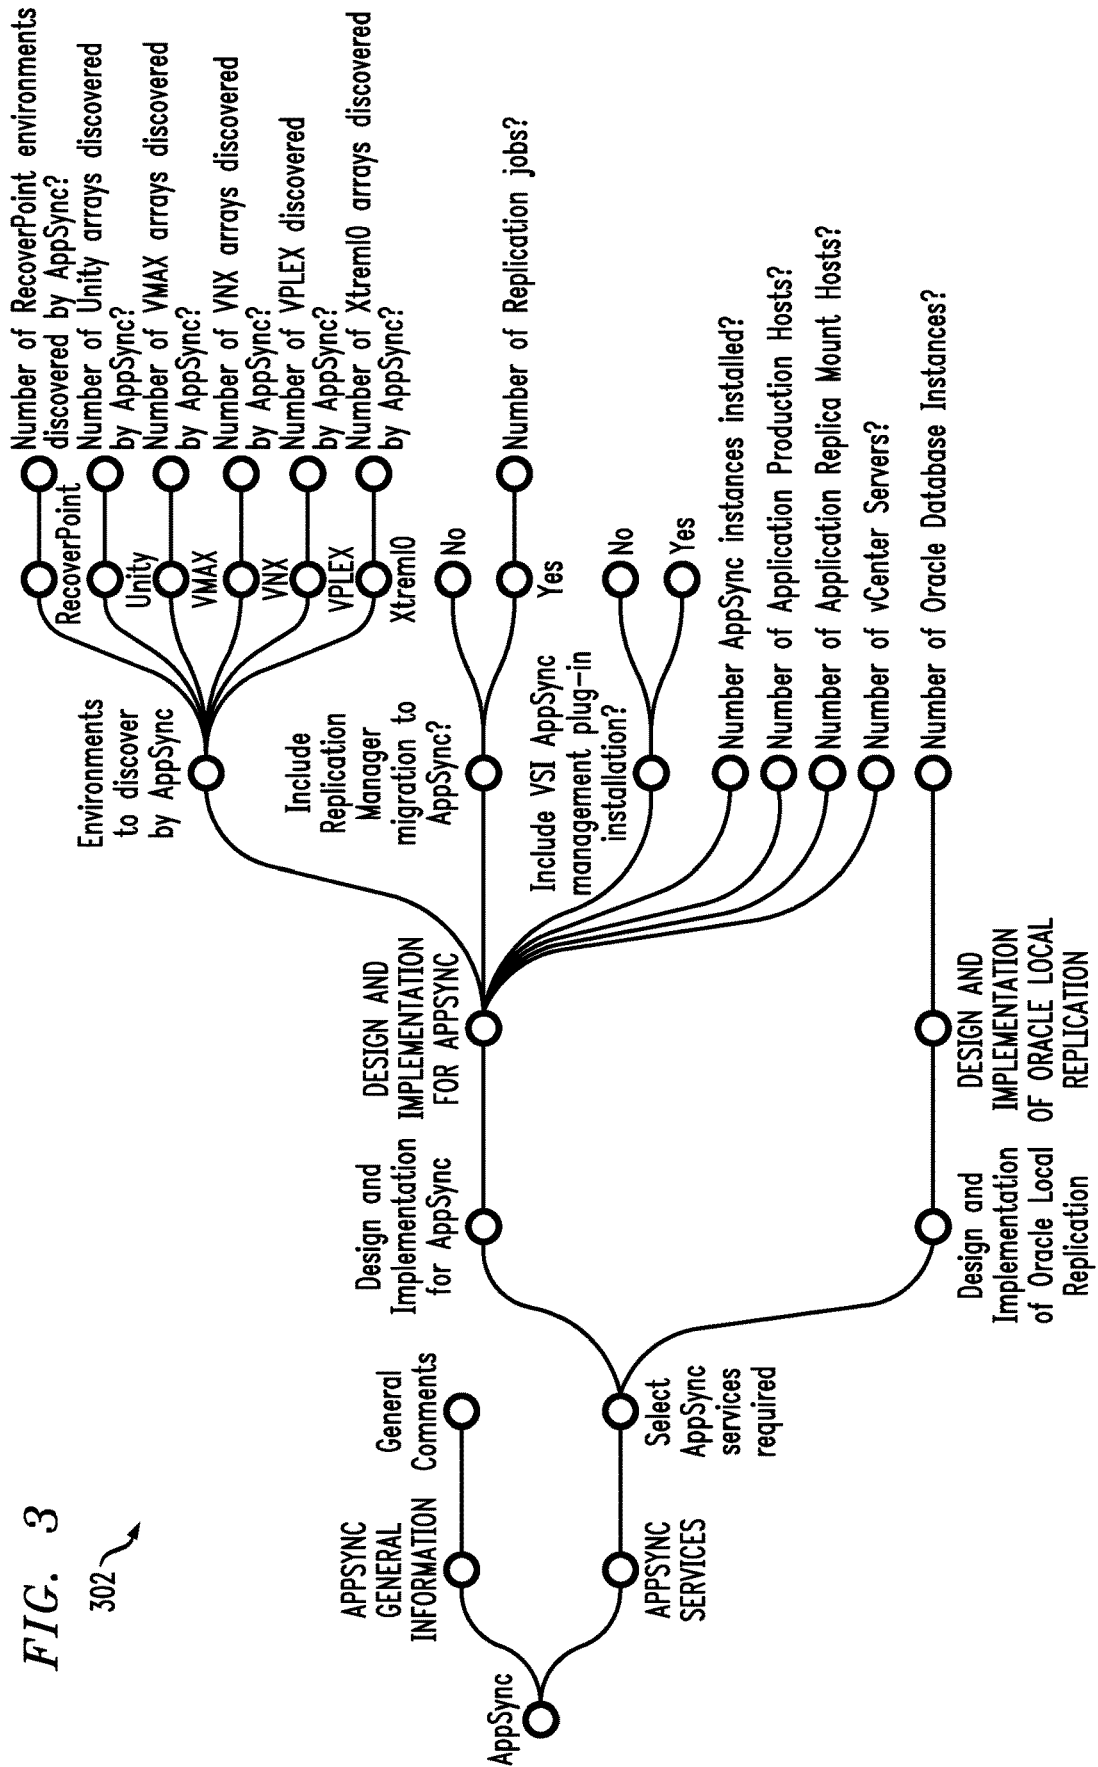 FIG. 3
302
AppSync
APPSYNC
GENERAL
INFORMATION
General
Comments
APPSYNC
SERVICES
Select
AppSync
services
required
Design and
Implementation
for AppSync
DESIGN AND
IMPLEMENTATION
FOR APPSYNC
Environments
to discover
by AppSync
RecoverPoint
Number of RecoverPoint environments
discovered by AppSync?
Unity
Number of Unity arrays discovered
by AppSync?
VMAX
Number of VMAX arrays discovered
by AppSync?
VNX
Number of VNX arrays discovered
by AppSync?
VPLEX
Number of VPLEX discovered
by AppSync?
XtremIO
Number of XtremIO arrays discovered
by AppSync?
Include
Replication
Manager
migration to
AppSync?
No
Yes
Number of Replication jobs?
Include VSI AppSync
management plug-in
installation?
No
Yes
Number AppSync instances installed?
Number of Application Production Hosts?
Number of Application Replica Mount Hosts?
Number of vCenter Servers?
Design and
Implementation
of Oracle Local
Replication
DESIGN AND
IMPLEMENTATION
OF ORACLE LOCAL
REPLICATION
Number of Oracle Database Instances?